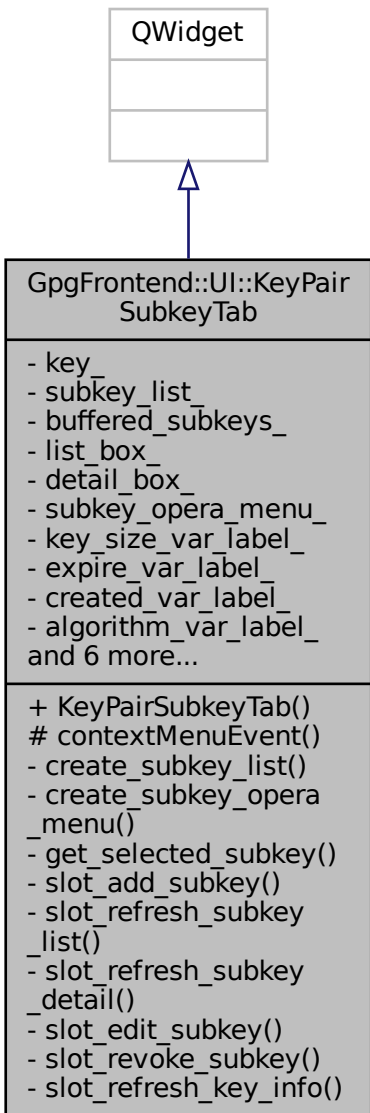 QWidget
GpgFrontend::UI::KeyPair
SubkeyTab
- key_
- subkey_list_
- buffered_subkeys_
- list_box_
- detail_box_
- subkey_opera_menu_
- key_size_var_label_
- expire_var_label_
- created_var_label_
- algorithm_var_label_
and 6 more...
+ KeyPairSubkeyTab()
# contextMenuEvent()
- create_subkey_list()
- create_subkey_opera
_menu()
- get_selected_subkey()
- slot_add_subkey()
- slot_refresh_subkey
_list()
- slot_refresh_subkey
_detail()
- slot_edit_subkey()
- slot_revoke_subkey()
- slot_refresh_key_info()